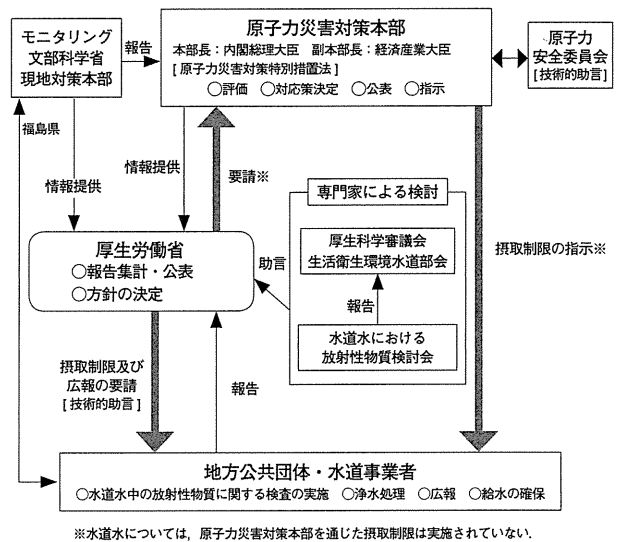 モニタリング
文部科学省
現地対策本部
報告
原子力災害対策本部
本部長：内閣総理大臣　副本部長：経済産業大臣
[ 原子力災害対策特別措置法 ]
○評価　○対応策決定　○公表　○指示
原子力
安全委員会
[ 技術的助言 ]
福島県
情報提供
情報提供
要請※
専門家による検討
厚生科学審議会
生活衛生環境水道部会
報告
水道水における
放射性物質検討会
助言
摂取制限の指示※
厚生労働省
○報告集計・公表
○方針の決定
摂取制限及び
広報の要請
[ 技術的助言 ]
報告
地方公共団体・水道事業者
○水道水中の放射性物質に関する検査の実施　○浄水処理　○広報　○給水の確保
※水道水については，原子力災害対策本部を通じた摂取制限は実施されていない．